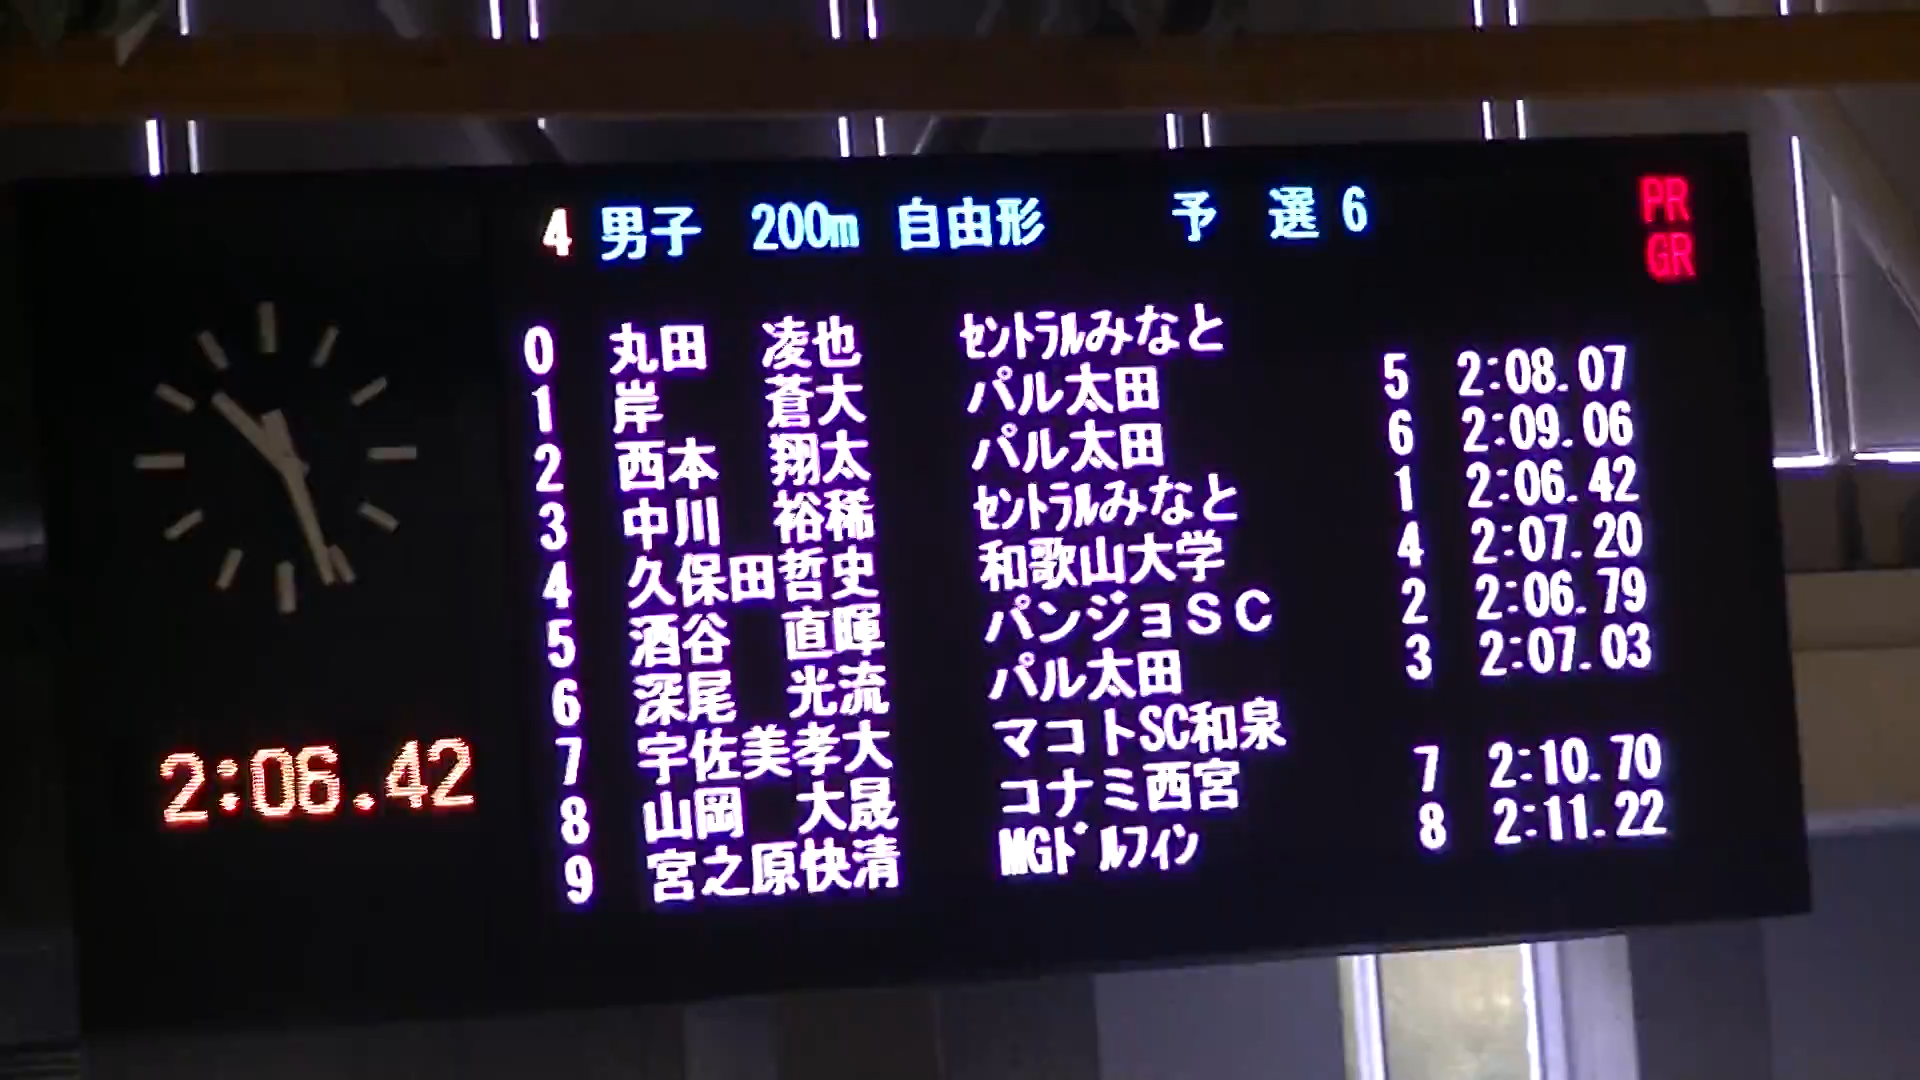 4 男子 200m 自由形 予 選 6 PR
GR
0 丸田 凌也 ｾﾝﾄﾗﾙみなと
1 岸 蒼大 パル太田 5 2:08.07
2 西本 翔太 パル太田 6 2:09.06
3 中川 裕稀 ｾﾝﾄﾗﾙみなと 1 2:06.42
4 久保田哲史 和歌山大学 4 2:07.20
5 酒谷 直暉 パンジョＳＣ 2 2:06.79
6 深尾 光流 パル太田 3 2:07.03
7 宇佐美孝大 マコトSC和泉
8 山岡 大晟 コナミ西宮 7 2:10.70
9 宮之原快清 MGﾄﾞﾙﾌｨﾝ 8 2:11.22
2:06.42